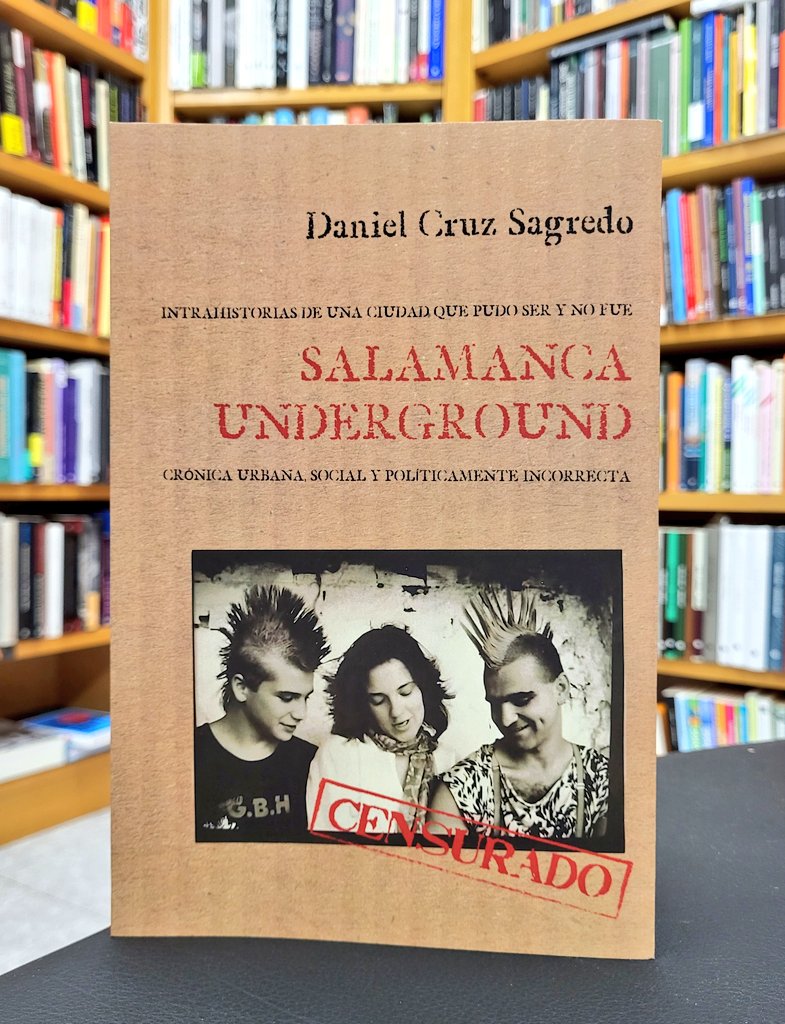 Daniel Cruz Sagredo
INTRAHISTORIAS DE UNA CIUDAD QUE PUDO SER Y NO FUE
SALAMANCA
UNDERGROUND
CRÓNICA URBANA, SOCIAL Y POLÍTICAMENTE INCORRECTA
G.B.H
CENSURADO